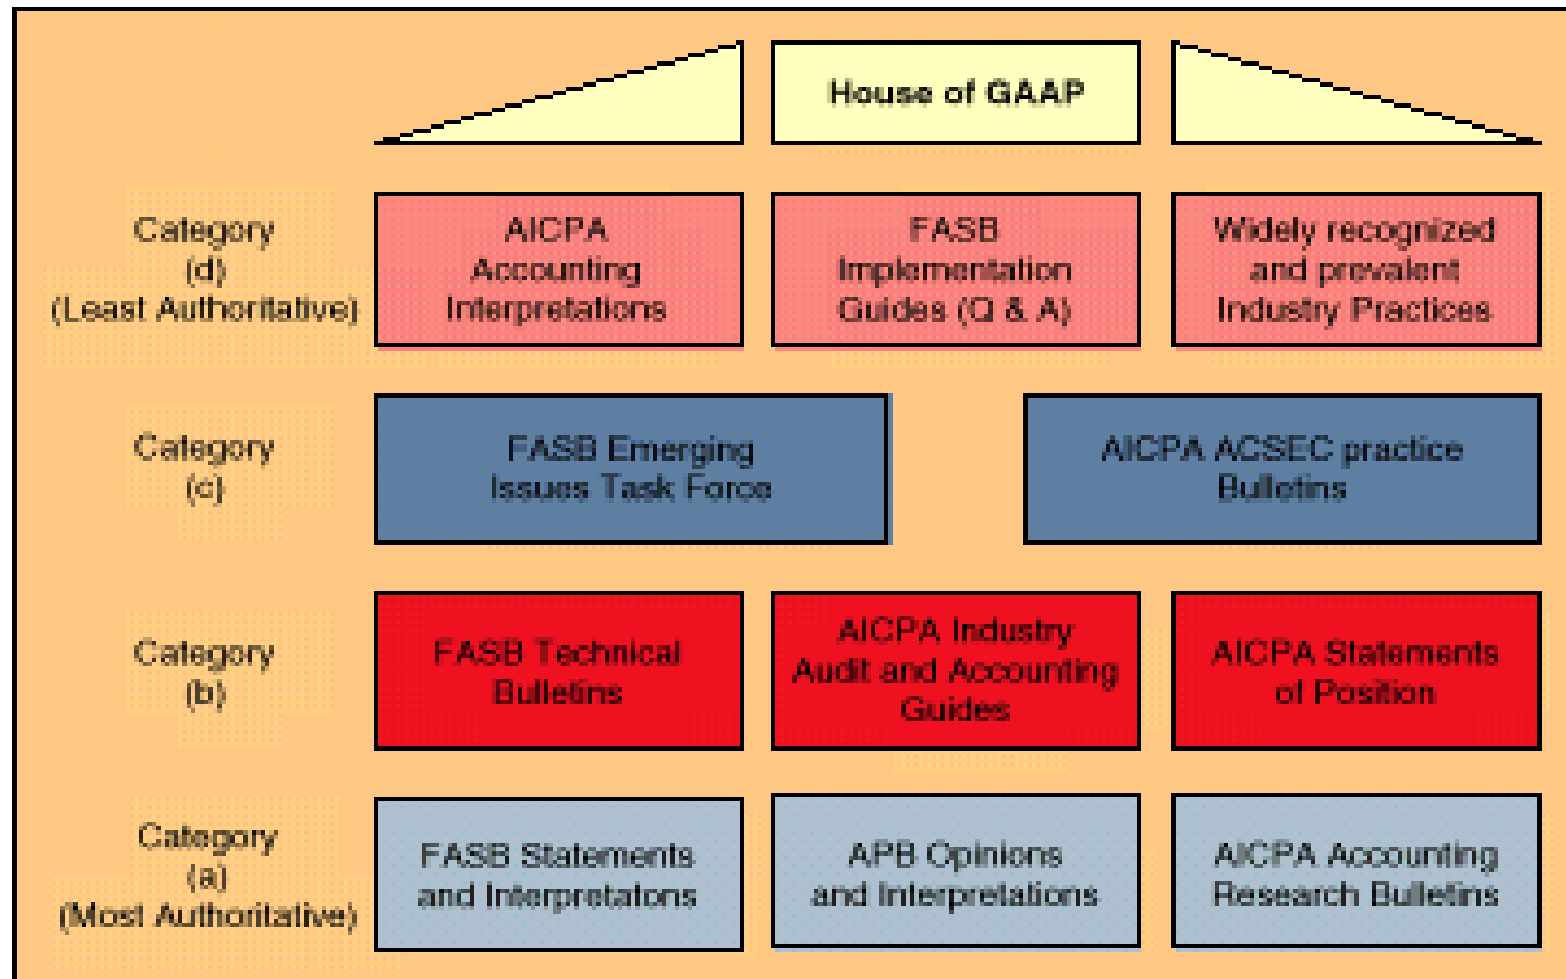 House of GAAP
Category
(d)
(Least Authoritative)
AICPA
Accounting
Interpretations
FASB
Implementation
Guides (Q & A)
Widely recognized
and prevalent
Industry Practices
Category
(c)
FASB Emerging
Issues Task Force
AICPA ACSEC practice
Bulletins
Category
(b)
FASB Technical
Bulletins
AICPA Industry
Audit and Accounting
Guides
AICPA Statements
of Position
Category
(a)
(Most Authoritative)
FASB Statements
and Interpretatons
APB Opinions
and Interpretations
AICPA Accounting
Research Bulletins